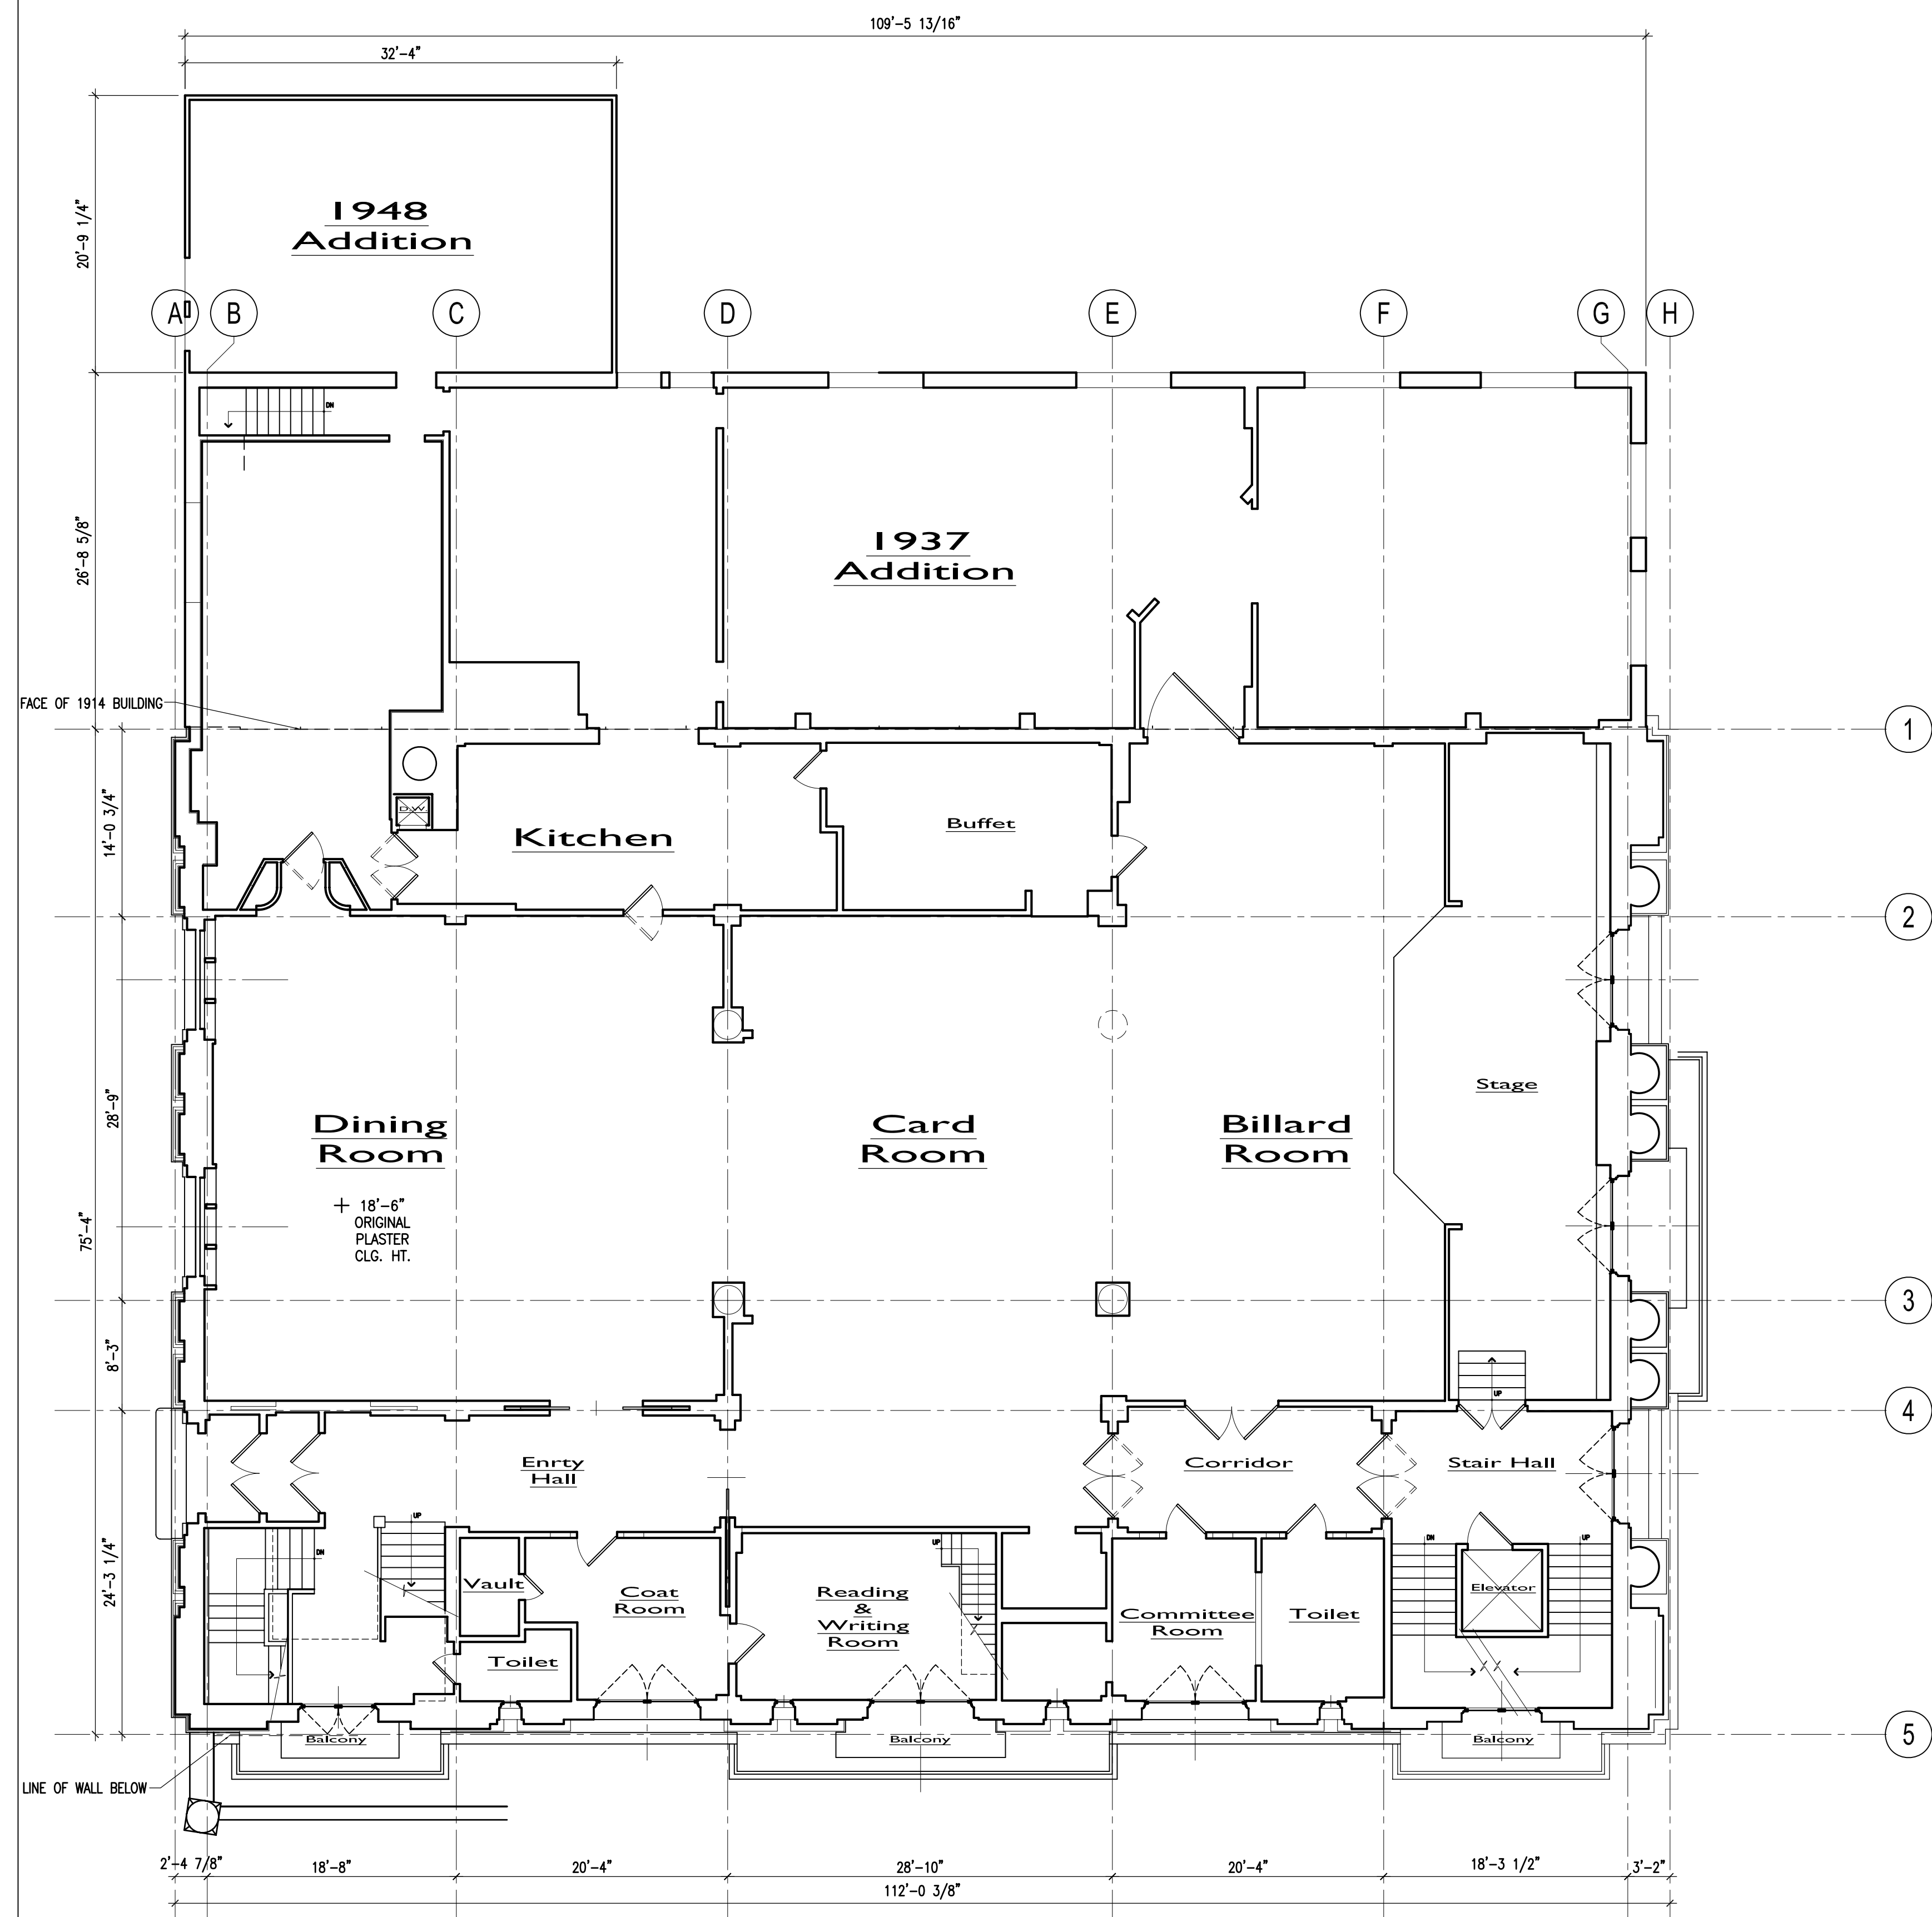 109'-5 13/16"
32'-4"
20'-9 1/4"
1948
Addition
A
B
C
D
E
F
G
H
DN
26'-8 5/8"
1937
Addition
FACE OF 1914 BUILDING
1
14'-0 3/4"
D.W.
Kitchen
Buffet
2
28'-9"
75'-4"
Dining
Room
Card
Room
Billard
Room
Stage
18'-6"
ORIGINAL
PLASTER
CLG. HT.
3
8'-3"
UP
4
Enrty
Hall
Corridor
Stair Hall
24'-3 1/4"
UP
DN
UP
DN
UP
Vault
Coat
Room
Reading
&
Writing
Room
Committee
Room
Toilet
Elevator
Toilet
Balcony
Balcony
Balcony
5
LINE OF WALL BELOW
2'-4 7/8"
18'-8"
20'-4"
28'-10"
20'-4"
18'-3 1/2"
3'-2"
112'-0 3/8"